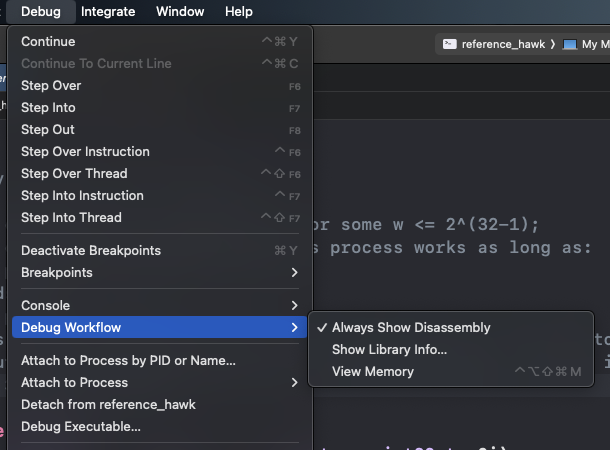 Debug Integrate Window Help
Continue ⌃⌘Y
Continue To Current Line ⌃⌘C
reference_hawk ⟩ My M
Step Over F6
Step Into F7
Step Out F8
Step Over Instruction ⌃F6
Step Over Thread ⌃⇧F6
Step Into Instruction ⌃F7
Step Into Thread ⌃⇧F7
or some w <= 2^(32-1);
s process works as long as:
Deactivate Breakpoints ⌘Y
Breakpoints
Console
Debug Workflow
✓ Always Show Disassembly
Show Library Info...
View Memory ⌃⌥⇧⌘M
Attach to Process by PID or Name...
Attach to Process
Detach from reference_hawk
Debug Executable...